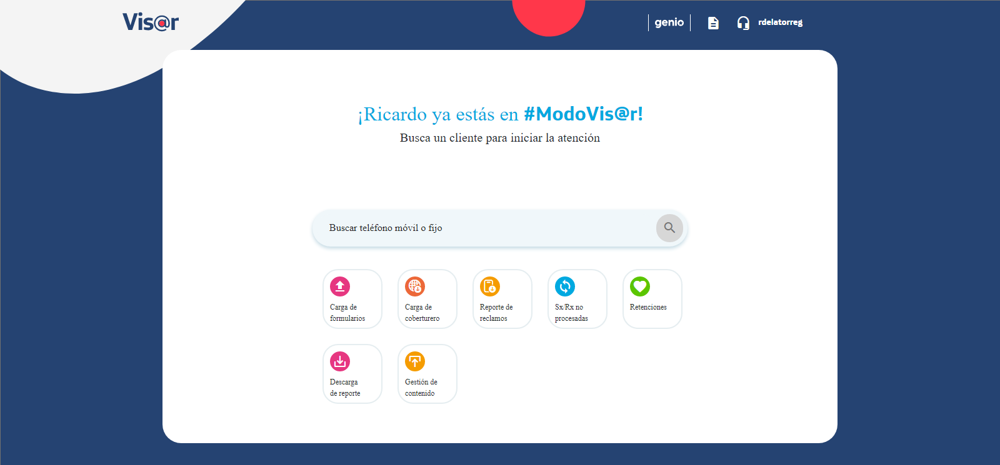 Vis@r
genio
rdelatorreg
¡Ricardo ya estás en #ModoVis@r!
Busca un cliente para iniciar la atención
Buscar teléfono móvil o fijo
Carga de
formularios
Carga de
coberturero
Reporte de
reclamos
Sx/Rx no
procesadas
Retenciones
Descarga
de reporte
Gestión de
contenido